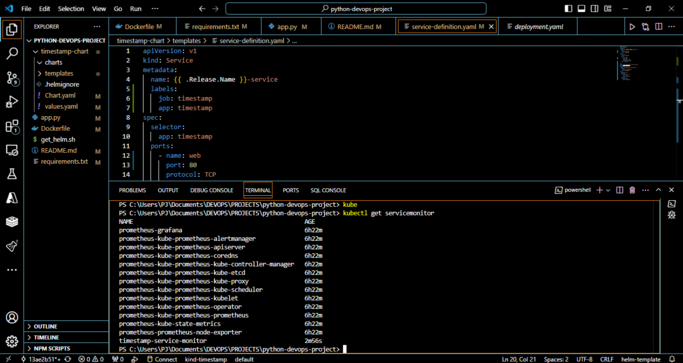 File Edit Selection View Go Run ...
python-devops-project
EXPLORER ...
PYTHON-DEVOPS-PROJECT
timestamp-chart
charts
templates
.helmignore
Chart.yaml M
values.yaml M
app.py M
Dockerfile M
get_helm.sh
README.md M
requirements.txt M
OUTLINE
TIMELINE
NPM SCRIPTS
Dockerfile M
requirements.txt M
app.py M
README.md M
service-definition.yaml M
deployment.yaml
timestamp-chart > templates > service-definition.yaml > ...
1 apiVersion: v1
2 kind: Service
3 metadata:
4 name: {{ .Release.Name }}-service
5 labels:
6 job: timestamp
7 app: timestamp
8 spec:
9 selector:
10 app: timestamp
11 ports:
12 - name: web
13 port: 80
14 protocol: TCP
PROBLEMS OUTPUT DEBUG CONSOLE TERMINAL PORTS SQL CONSOLE
powershell
PS C:\Users\PJ\Documents\DEVOPS\PROJECTS\python-devops-project> kube
PS C:\Users\PJ\Documents\DEVOPS\PROJECTS\python-devops-project> kubectl get servicemonitor
NAME AGE
prometheus-grafana 6h22m
prometheus-kube-prometheus-alertmanager 6h22m
prometheus-kube-prometheus-apiserver 6h22m
prometheus-kube-prometheus-coredns 6h22m
prometheus-kube-prometheus-kube-controller-manager 6h22m
prometheus-kube-prometheus-kube-etcd 6h22m
prometheus-kube-prometheus-kube-proxy 6h22m
prometheus-kube-prometheus-kube-scheduler 6h22m
prometheus-kube-prometheus-kubelet 6h22m
prometheus-kube-prometheus-operator 6h22m
prometheus-kube-prometheus-prometheus 6h22m
prometheus-kube-state-metrics 6h22m
prometheus-prometheus-node-exporter 6h22m
timestamp-service-monitor 2m56s
PS C:\Users\PJ\Documents\DEVOPS\PROJECTS\python-devops-project>
13ae2b51*+ 0 0 0 Connect kind-timestamp default Ln 20, Col 21 Spaces: 2 UTF-8 CRLF helm-template